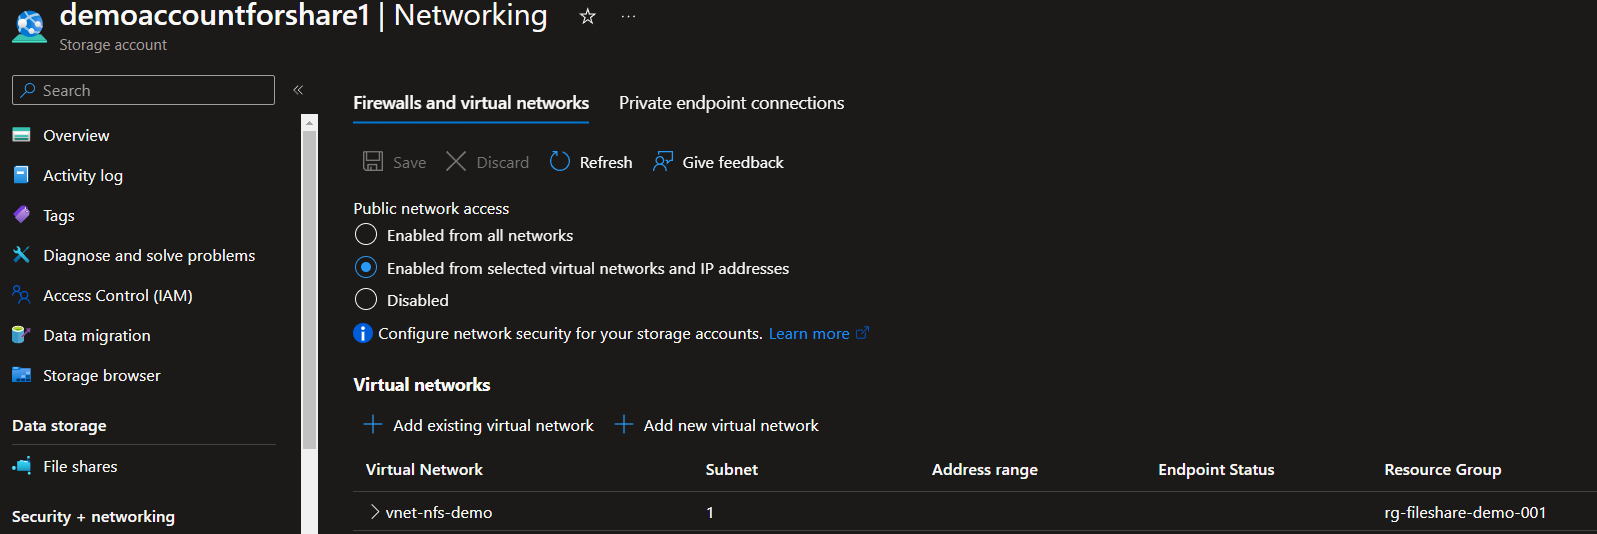 demoaccountforshare1 | Networking
Storage account
Search
Overview
Activity log
Tags
Diagnose and solve problems
Access Control (IAM)
Data migration
Storage browser
Data storage
File shares
Security + networking
Firewalls and virtual networks Private endpoint connections
Save Discard Refresh Give feedback
Public network access
Enabled from all networks
Enabled from selected virtual networks and IP addresses
Disabled
Configure network security for your storage accounts. Learn more
Virtual networks
Add existing virtual network Add new virtual network
Virtual Network Subnet Address range Endpoint Status Resource Group
vnet-nfs-demo 1 rg-fileshare-demo-001